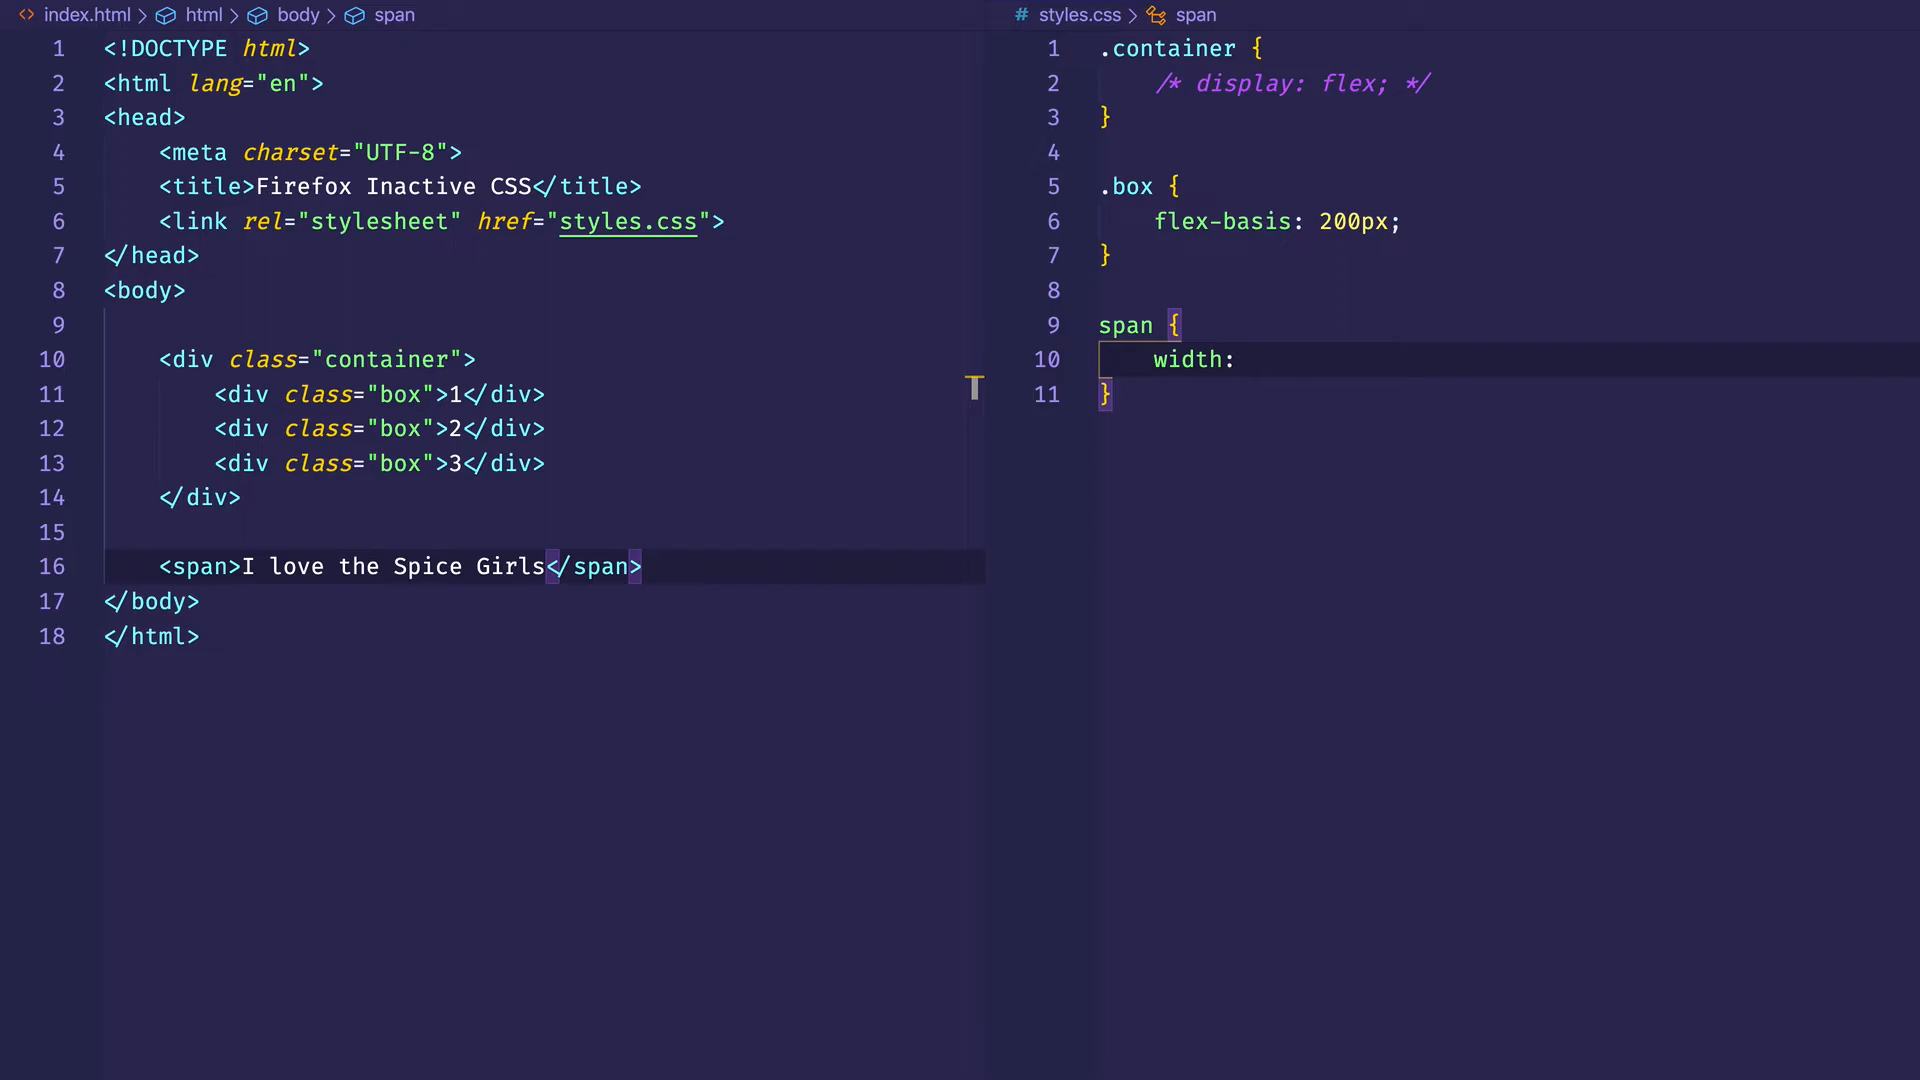 index.html > html > body > span
1 <!DOCTYPE html>
2 <html lang="en">
3 <head>
4 <meta charset="UTF-8">
5 <title>Firefox Inactive CSS</title>
6 <link rel="stylesheet" href="styles.css">
7 </head>
8 <body>
9
10 <div class="container">
11 <div class="box">1</div>
12 <div class="box">2</div>
13 <div class="box">3</div>
14 </div>
15
16 <span>I love the Spice Girls</span>
17 </body>
18 </html>
# styles.css > span
1 .container {
2 /* display: flex; */
3 }
4
5 .box {
6 flex-basis: 200px;
7 }
8
9 span {
10 width:
11 }